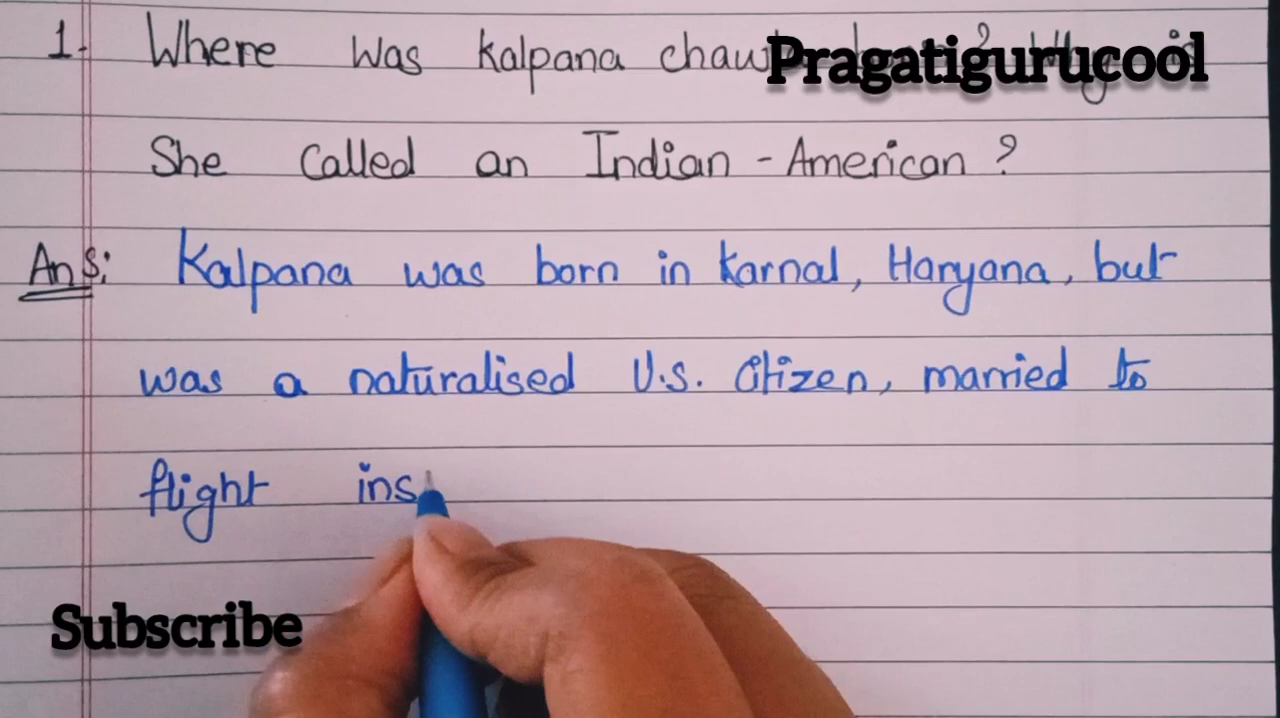 1. Where was Kalpana chaw
Pragatigurucool
She called an Indian - American ?
Ans: Kalpana was born in Karnal, Haryana, but
was a naturalised U.S. Citizen, married to
flight ins
Subscribe